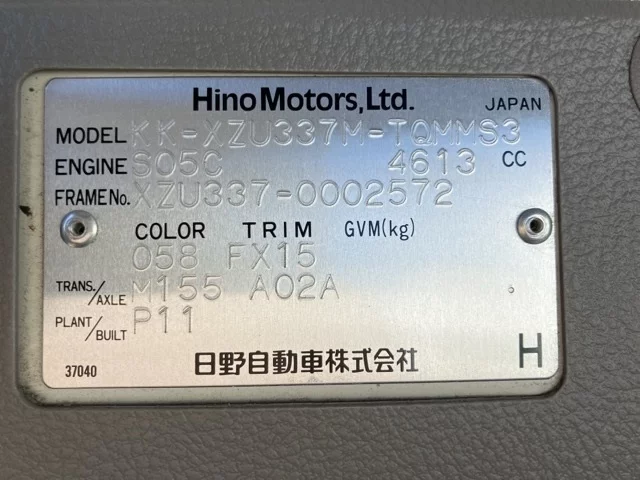 Hino Motors, Ltd. JAPAN
MODEL KK-XZU337M-TQMMS3
ENGINE S05C 4613 CC
FRAME No. XZU337-0002572
COLOR TRIM GVM(kg)
058 FX15
TRANS./AXLE M155 A02A
PLANT/BUILT P11
37040 日野自動車株式会社 H